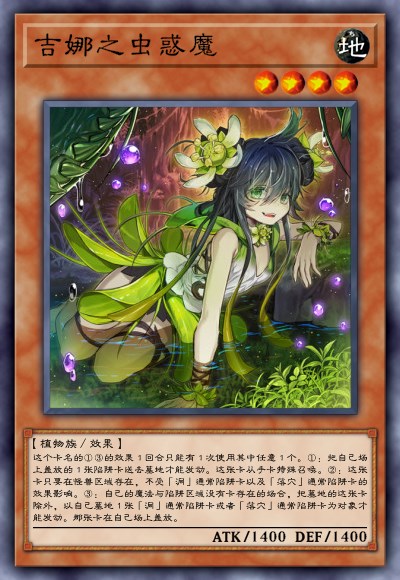 吉娜之虫惑魔
地
【植物族／效果】
这个卡名的①③的效果1回合只能有1次使用其中任意1个。①：把自己场
上盖放的1张陷阱卡送去墓地才能发动。这张卡从手卡特殊召唤。②：这张
卡只要在怪兽区域存在，不受「洞」通常陷阱卡以及「落穴」通常陷阱卡的
效果影响。③：自己的魔法与陷阱区域没有卡存在的场合，把墓地的这张卡
除外，以自己墓地1张「洞」通常陷阱卡或者「落穴」通常陷阱卡为对象才
能发动。那张卡在自己场上盖放。
ATK/1400 DEF/1400